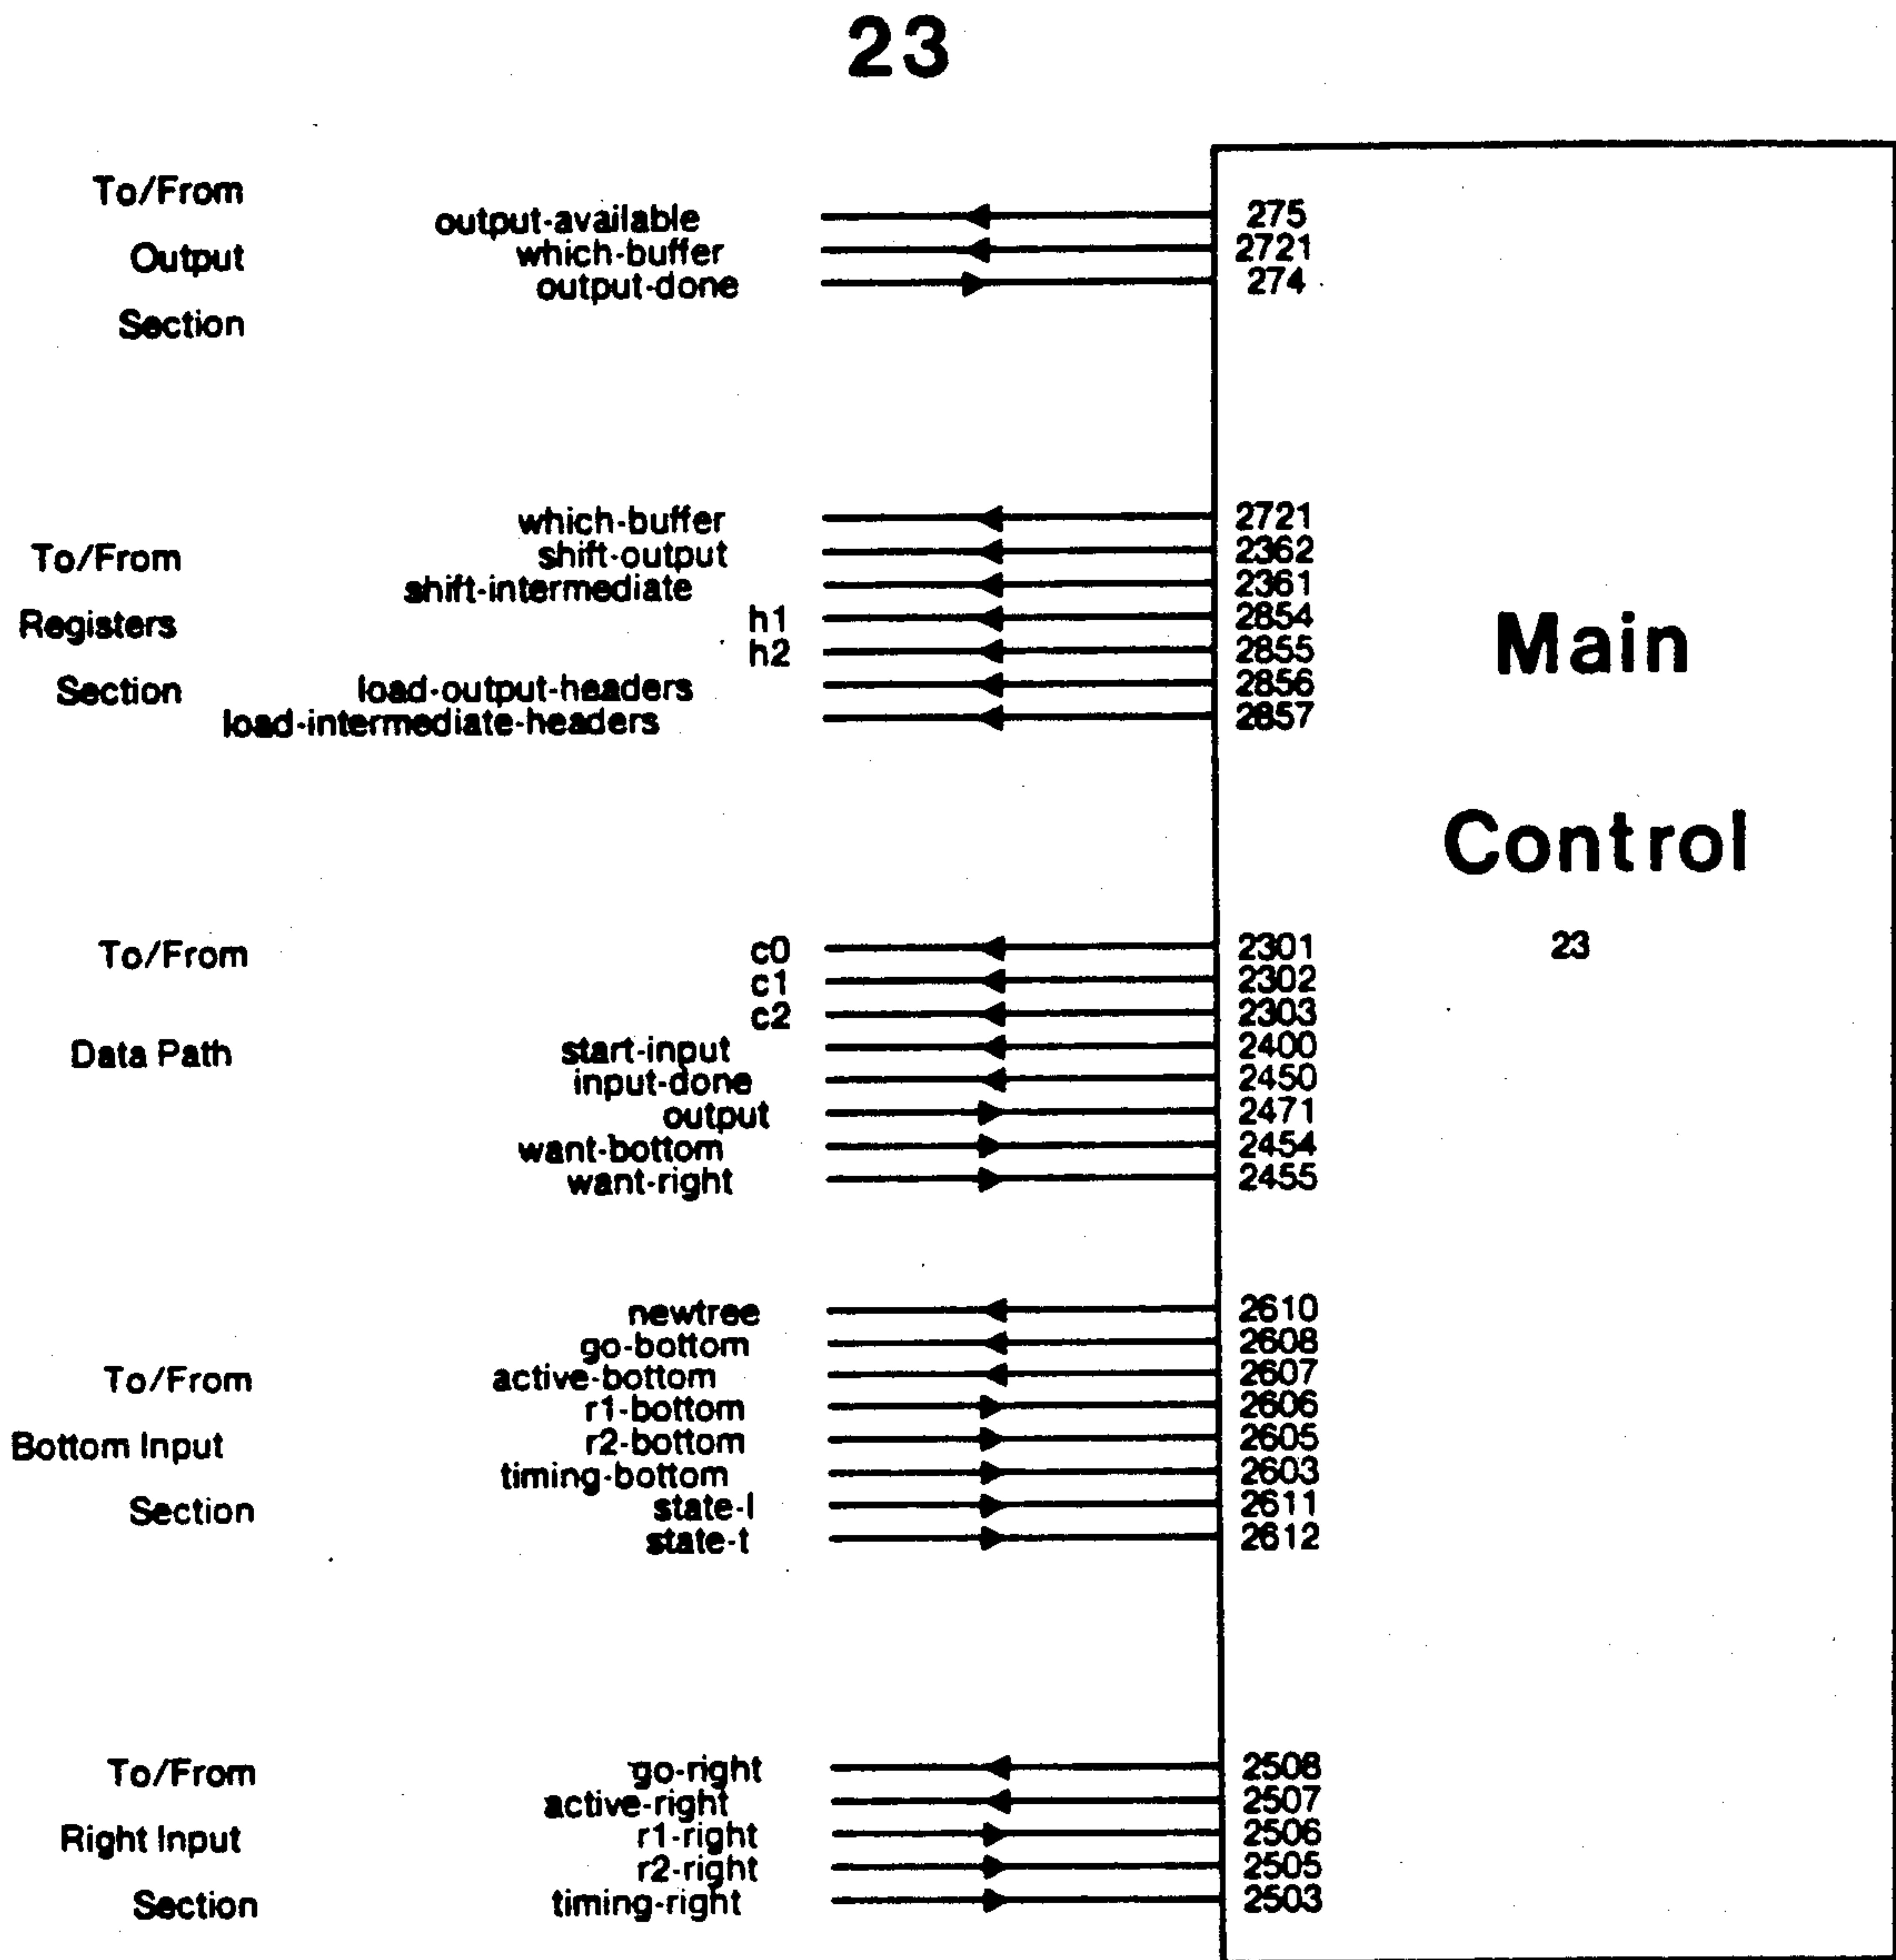 23
To/From
Output
Section
output-available 275
which-buffer 2721
output-done 274
To/From
Registers
Section
which-buffer 2721
shift-output 2362
shift-intermediate 2361
h1 2854
h2 2855
load-output-headers 2856
load-intermediate-headers 2857
Main
Control
23
To/From
Data Path
c0 2301
c1 2302
c2 2303
start-input 2400
input-done 2450
output 2471
want-bottom 2454
want-right 2455
To/From
Bottom Input
Section
newtree 2610
go-bottom 2608
active-bottom 2607
r1-bottom 2606
r2-bottom 2605
timing-bottom 2603
state-l 2611
state-t 2612
To/From
Right Input
Section
go-right 2508
active-right 2507
r1-right 2506
r2-right 2505
timing-right 2503